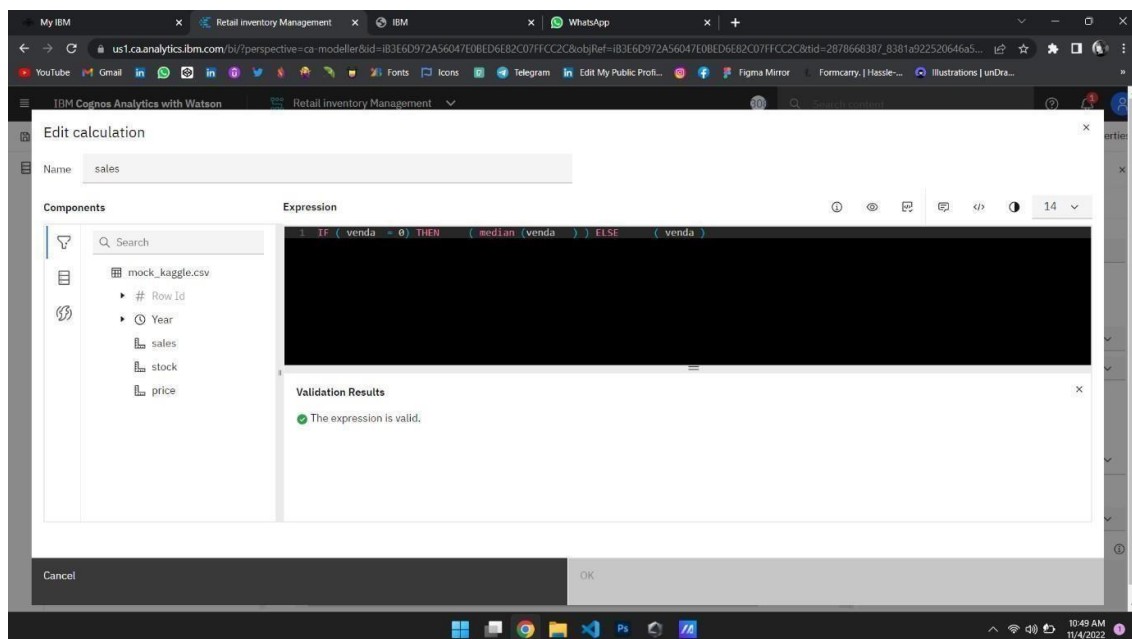 My IBM
Retail inventory Management
IBM
WhatsApp
us1.ca.analytics.ibm.com/bi/?perspective=ca-modeller&id=iB3E6D972A56047E0BED6E82C07FFCC2C&objRef=iB3E6D972A56047E0BED6E82C07FFCC2C&tid=2878668387_8381a922520646a5...
YouTube Gmail Fonts Icons Telegram Edit My Public Profi... Figma Mirror Formcarry.| Hassle-... Illustrations | unDra...
IBM Cognos Analytics with Watson Retail inventory Management Search content
Edit calculation
Name sales
Components Expression 14
1 IF ( venda = 0) THEN ( median (venda ) ) ELSE ( venda )
Search
mock_kaggle.csv
# Row Id
Year
sales
stock
price
Validation Results
The expression is valid.
Cancel OK
10:49 AM
11/4/2022